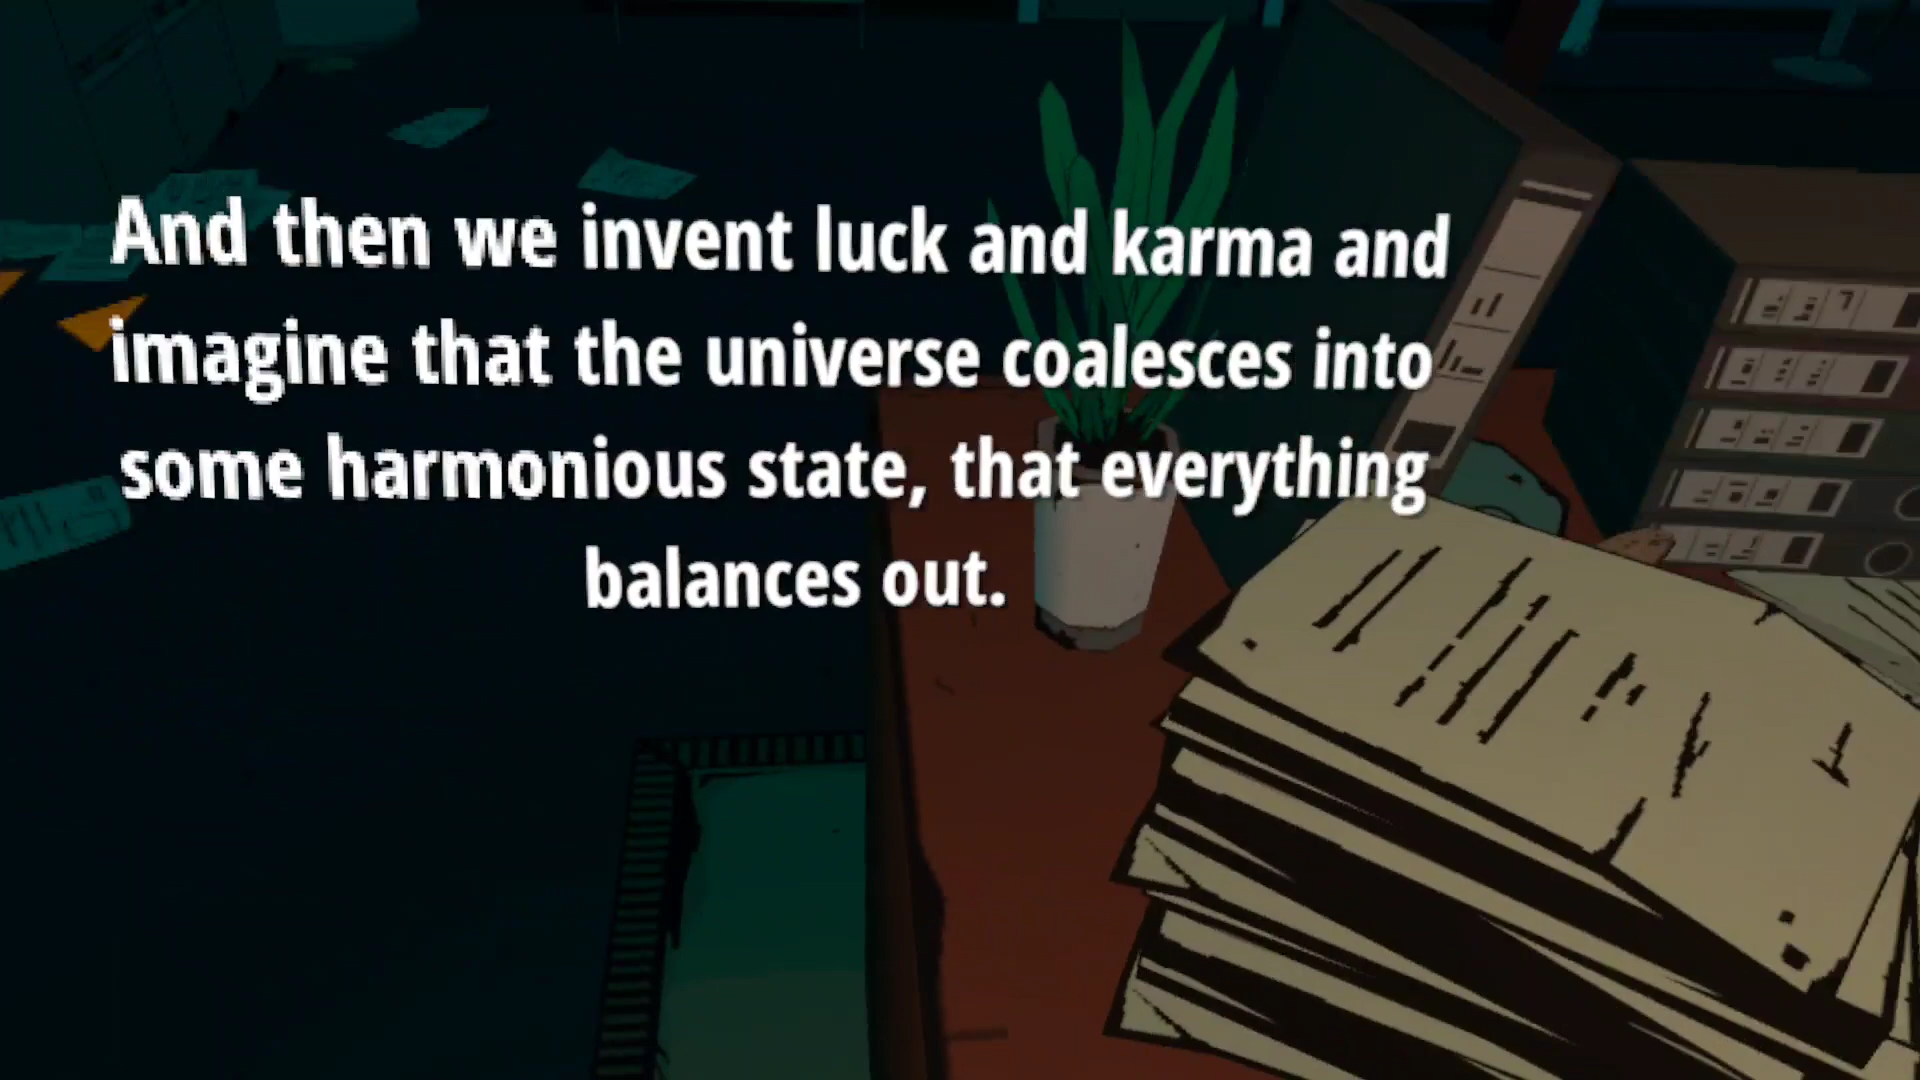 And then we invent luck and karma and
imagine that the universe coalesces into
some harmonious state, that everything
balances out.